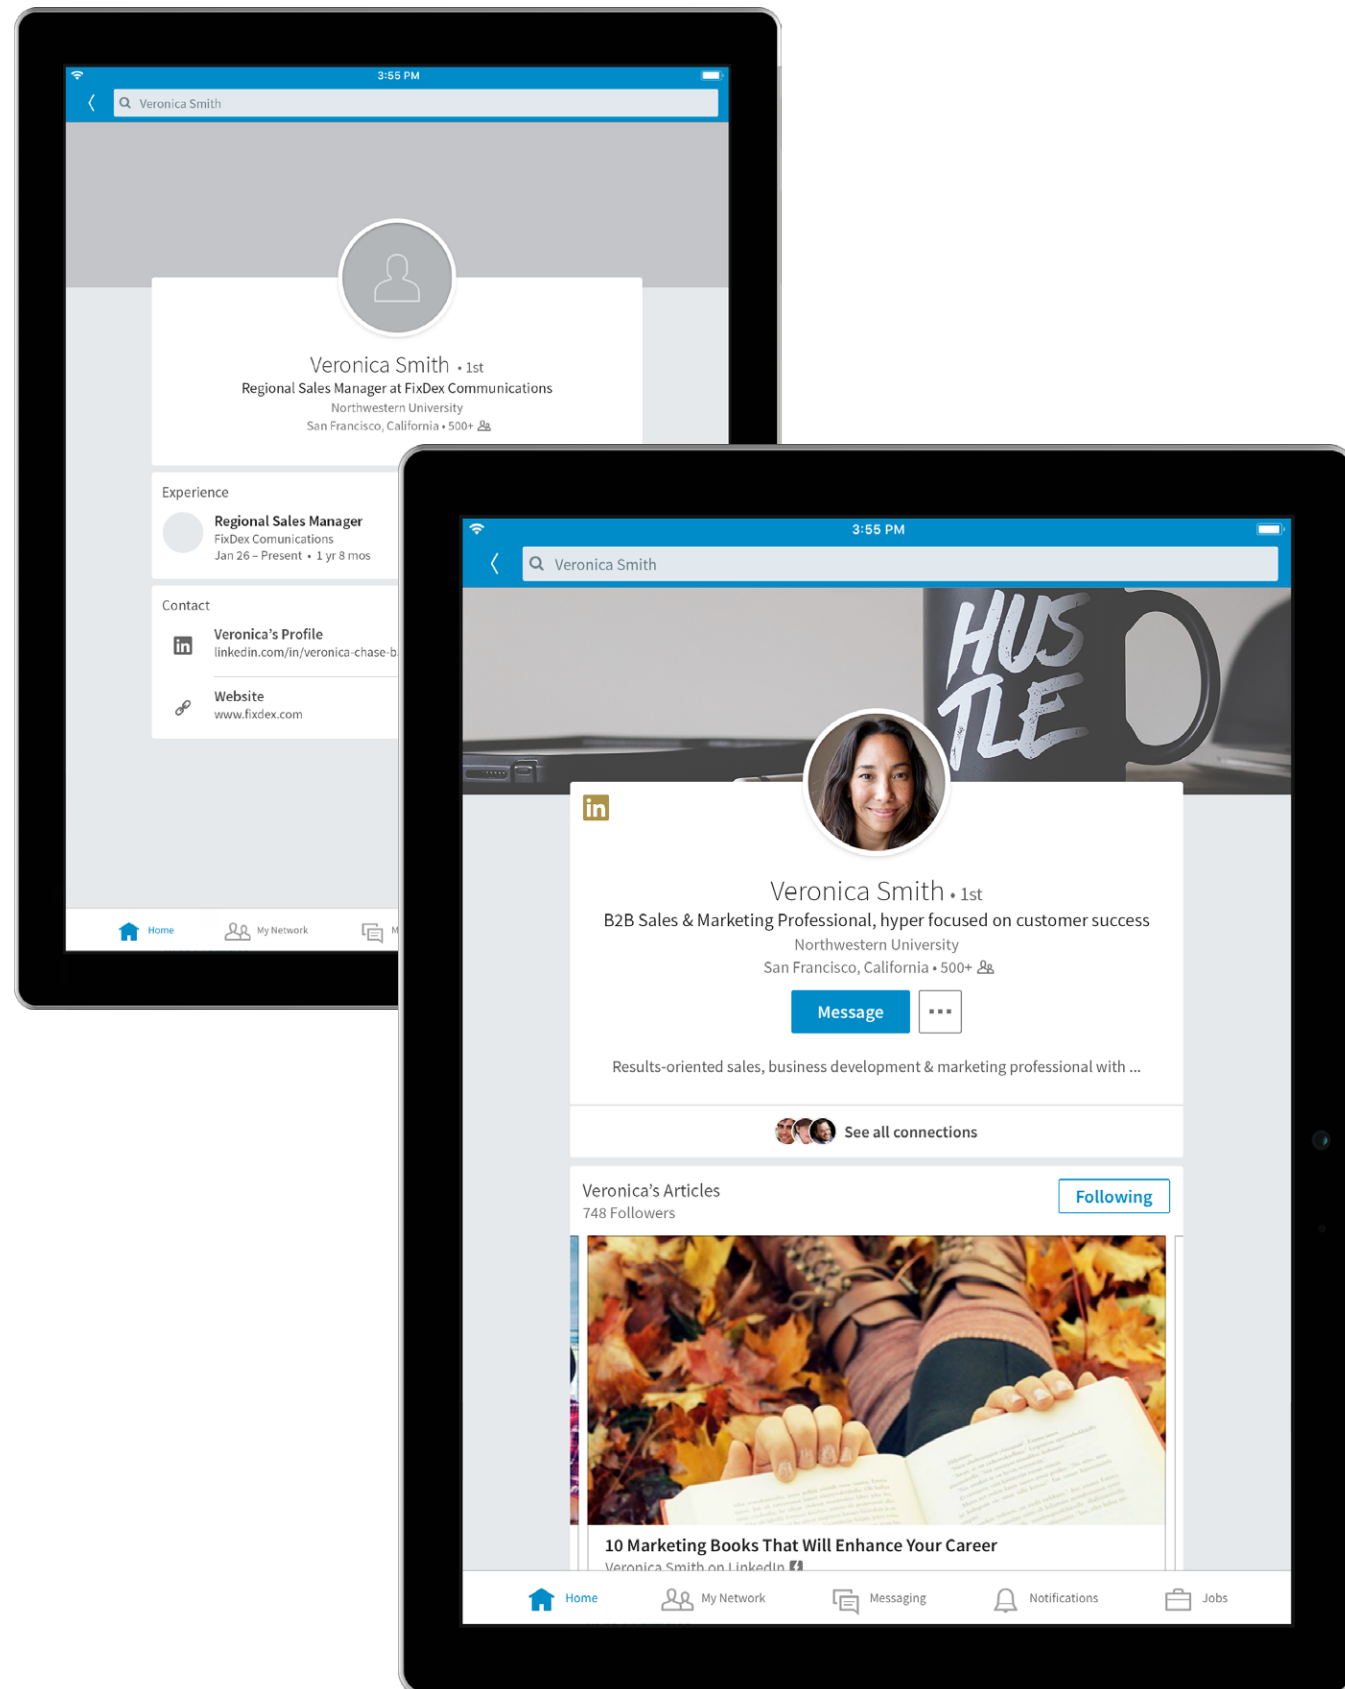 3:55 PM
Veronica Smith
Veronica Smith • 1st
Regional Sales Manager at FixDex Communications
Northwestern University
San Francisco, California • 500+
Experience
Regional Sales Manager
FixDex Comunications
Jan 26 – Present • 1 yr 8 mos
Contact
Veronica's Profile
in
linkedin.com/in/veronica-chase-b
Website
www.fixdex.com
Home
My Network
3:55 PM
Veronica Smith
HUS
TLE
in
Veronica Smith • 1st
B2B Sales & Marketing Professional, hyper focused on customer success
Northwestern University
San Francisco, California • 500+
Message
Results-oriented sales, business development & marketing professional with ...
See all connections
Veronica's Articles
Following
748 Followers
10 Marketing Books That Will Enhance Your Career
Veronica Smith on LinkedIn
Home
My Network
Messaging
Notifications
Jobs